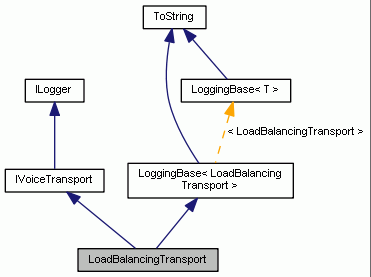 ToString
ILogger
LoggingBase< T >
< LoadBalancingTransport >
IVoiceTransport
LoggingBase< LoadBalancing
Transport >
LoadBalancingTransport